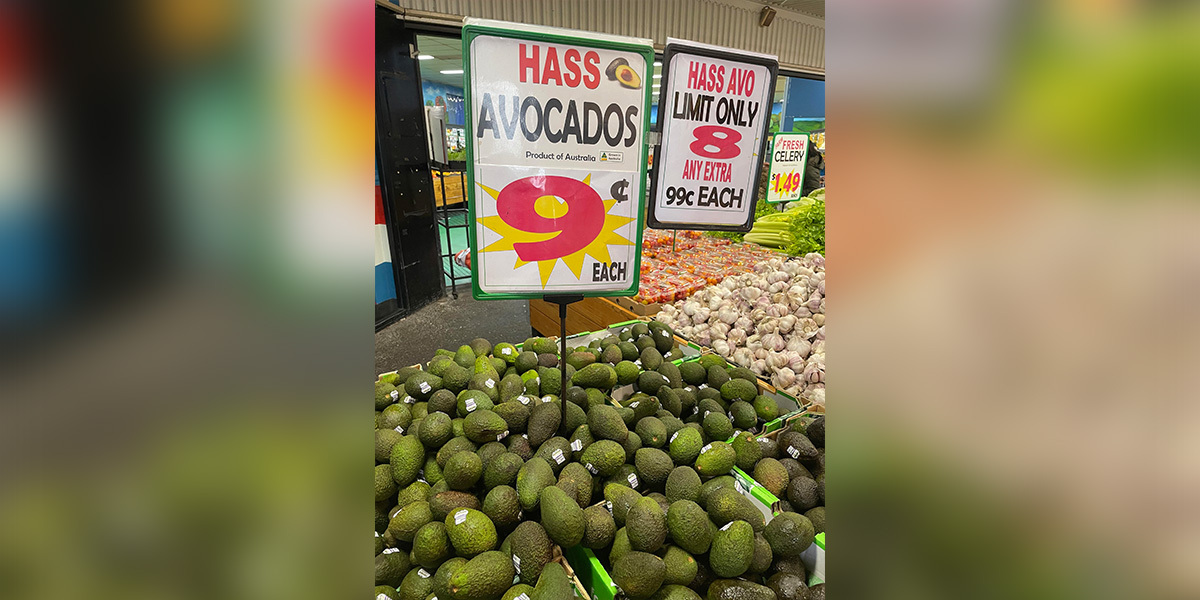 HASS
AVOCADOS
Product of Australia
9¢
EACH
HASS AVO
LIMIT ONLY
8
ANY EXTRA
99c EACH
FRESH
CELERY
$1.49